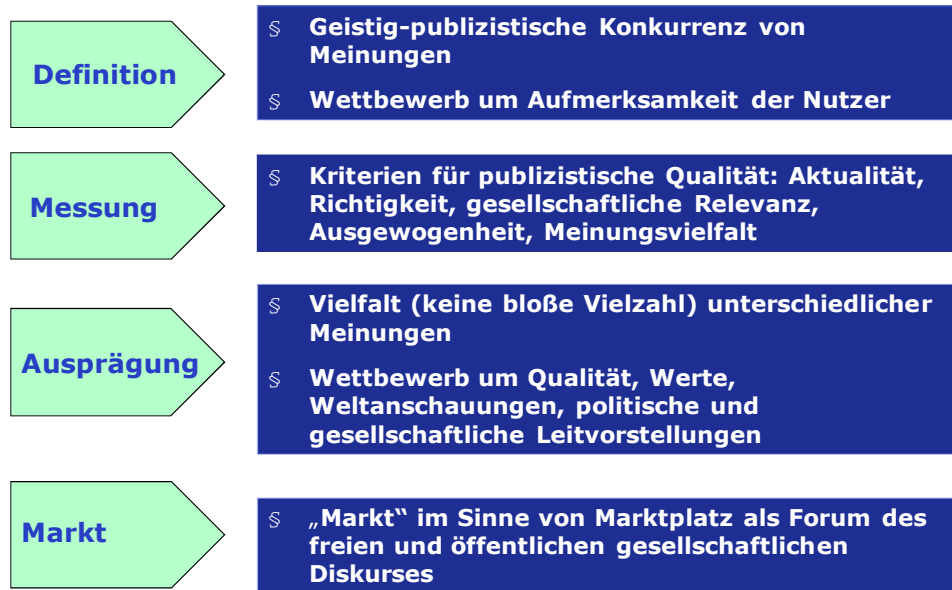 Definition
§ Geistig-publizistische Konkurrenz von
Meinungen
§ Wettbewerb um Aufmerksamkeit der Nutzer
Messung
§ Kriterien für publizistische Qualität: Aktualität,
Richtigkeit, gesellschaftliche Relevanz,
Ausgewogenheit, Meinungsvielfalt
Ausprägung
§ Vielfalt (keine bloße Vielzahl) unterschiedlicher
Meinungen
§ Wettbewerb um Qualität, Werte,
Weltanschauungen, politische und
gesellschaftliche Leitvorstellungen
Markt
§ „Markt“ im Sinne von Marktplatz als Forum des
freien und öffentlichen gesellschaftlichen
Diskurses